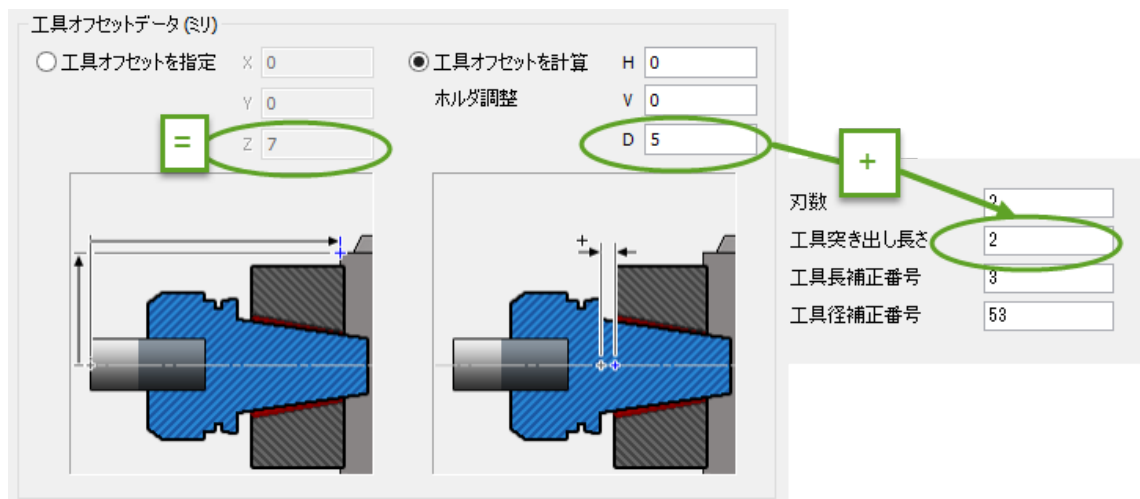 工具オフセットデータ (ミリ)
工具オフセットを指定 X 0
Y 0
= Z 7
工具オフセットを計算 H 0
ホルダ調整 V 0
D 5
+
刃数 2
工具突き出し長さ 2
工具長補正番号 3
工具径補正番号 53
+